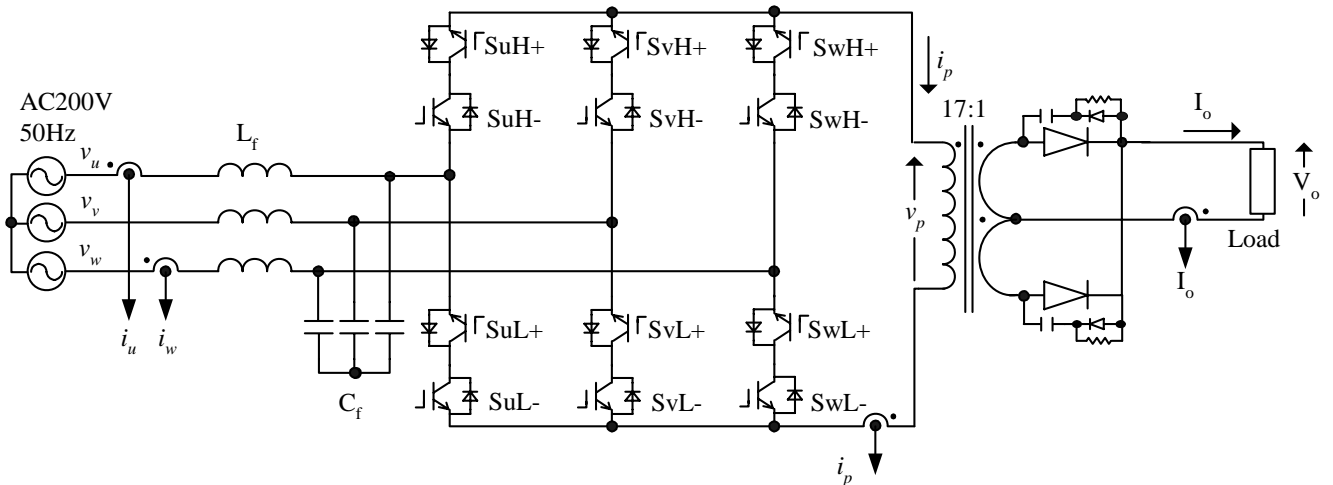 AC200V
50Hz
v_u
v_v
v_w
i_u
i_w
L_f
C_f
SuH+
SvH+
SwH+
SuH-
SvH-
SwH-
SuL+
SvL+
SwL+
SuL-
SvL-
SwL-
i_p
17:1
v_p
i_p
I_o
V_o
Load
I_o